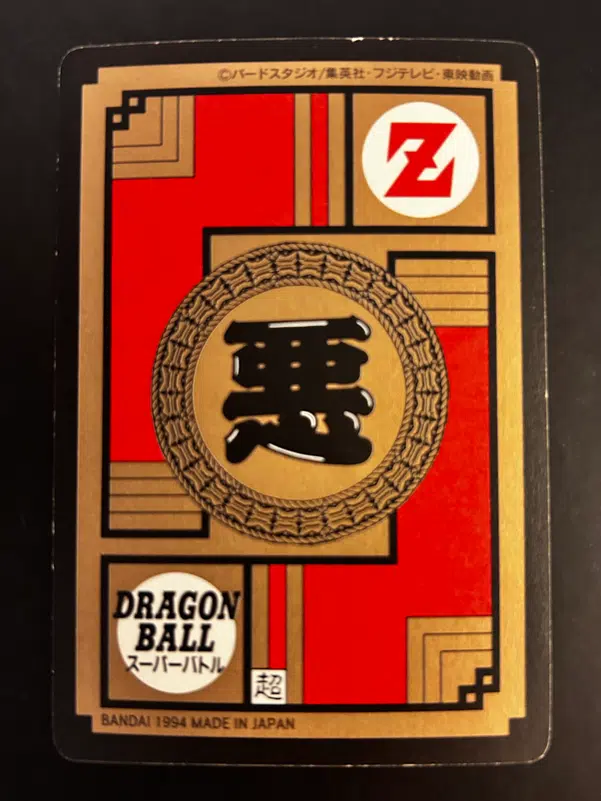 ©バードスタジオ/集英社・フジテレビ・東映動画
Z
悪
DRAGON
BALL
スーパーバトル
超
BANDAI 1994 MADE IN JAPAN